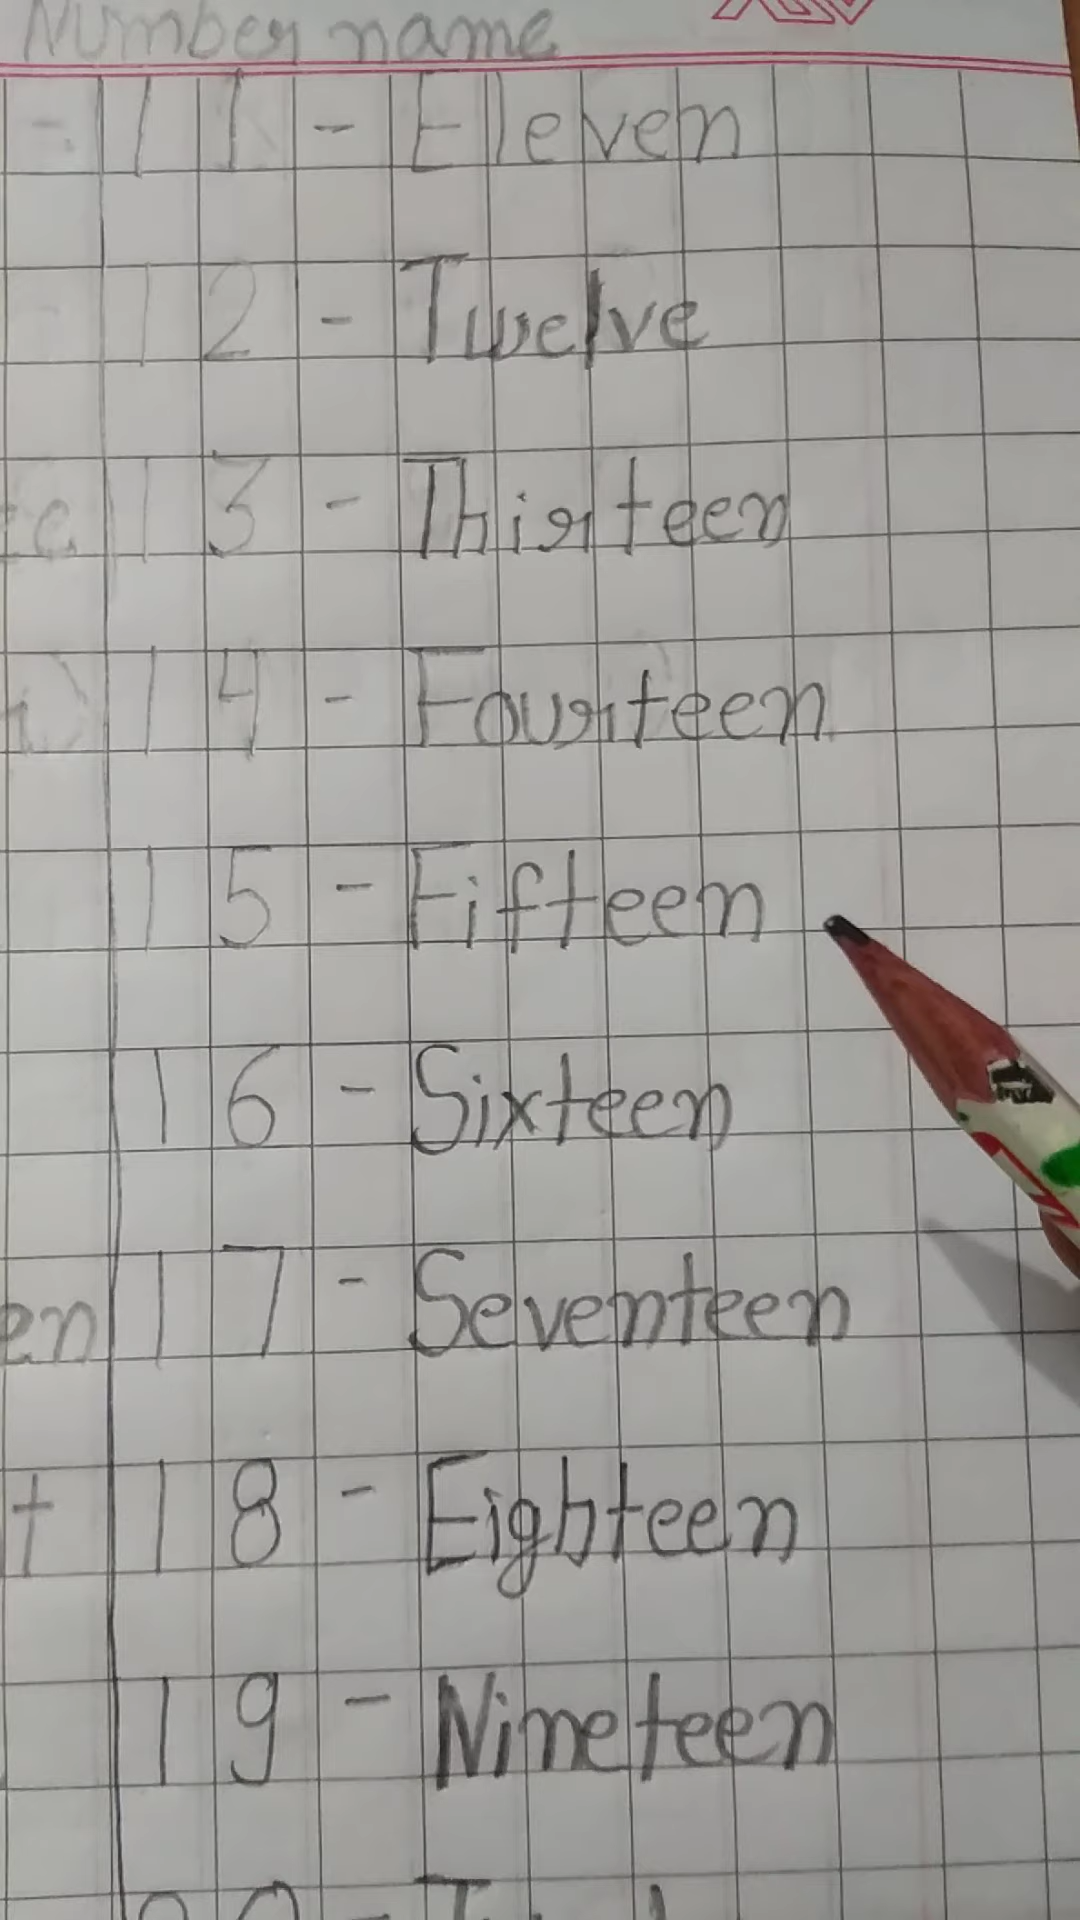 Number name
11 - Eleven
12 - Twelve
13 - Thirteen
14 - Fourteen
15 - Fifteen
16 - Sixteen
en 17 - Seventeen
t 18 - Eighteen
19 - Nineteen